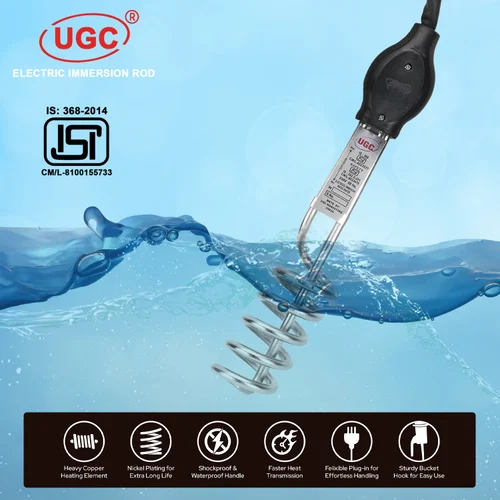 UGC®
ELECTRIC IMMERSION ROD
IS: 368-2014
ISI
CM/L-8100155733
UGC
Heavy Copper
Heating Element
Nickel Plating for
Extra Long Life
Shockproof &
Waterproof Handle
Faster Heat
Transmission
Felxible Plug-in for
Effortless Handling
Sturdy Bucket
Hook for Easy Use